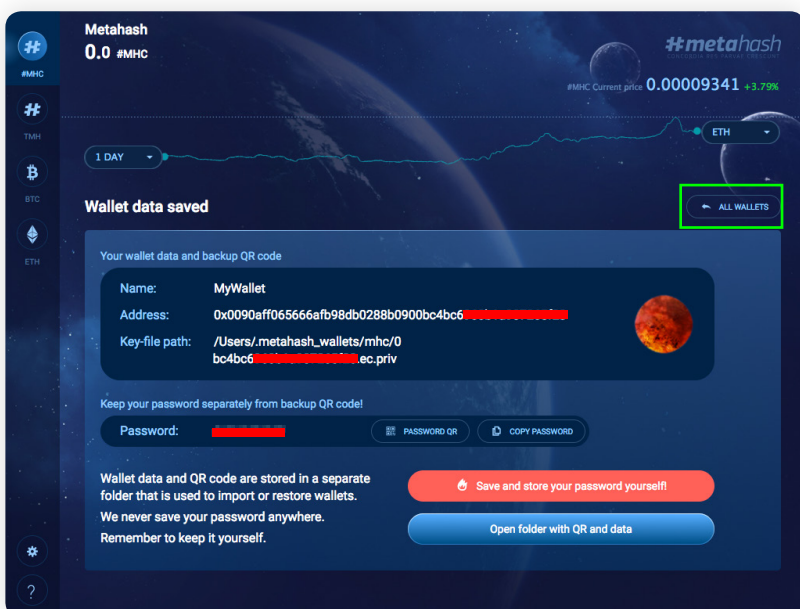 Metahash
0.0 #MHC
#metahash
#MHC Current price 0.00009341 +3.79%
#MHC
TMH
BTC
ETH
1 DAY
ETH
Wallet data saved
ALL WALLETS
Your wallet data and backup QR code
Name: MyWallet
Address: 0x0090aff065666afb98db0288b0900bc4bc6
Key-file path: /Users/.metahash_wallets/mhc/0
bc4bc6 .ec.priv
Keep your password separately from backup QR code!
Password:
PASSWORD QR
COPY PASSWORD
Wallet data and QR code are stored in a separate
folder that is used to import or restore wallets.
We never save your password anywhere.
Remember to keep it yourself.
Save and store your password yourself!
Open folder with QR and data
?